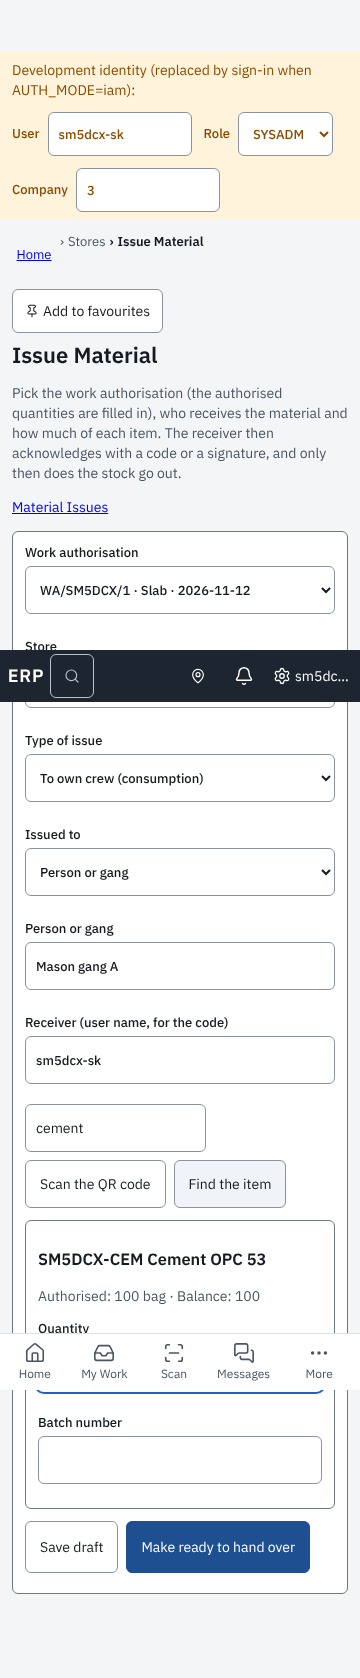 Development identity (replaced by sign-in when
AUTH_MODE=iam):
User sm5dcx-sk Role SYSADM
Company 3
Home › Stores › Issue Material
Add to favourites
Issue Material
Pick the work authorisation (the authorised
quantities are filled in), who receives the material and
how much of each item. The receiver then
acknowledges with a code or a signature, and only
then does the stock go out.
Material Issues
Work authorisation
WA/SM5DCX/1 · Slab · 2026-11-12
Store
ERP sm5dc...
Type of issue
To own crew (consumption)
Issued to
Person or gang
Person or gang
Mason gang A
Receiver (user name, for the code)
sm5dcx-sk
cement
Scan the QR code Find the item
SM5DCX-CEM Cement OPC 53
Authorised: 100 bag · Balance: 100
Quantity
Home My Work Scan Messages More
Batch number
Save draft Make ready to hand over